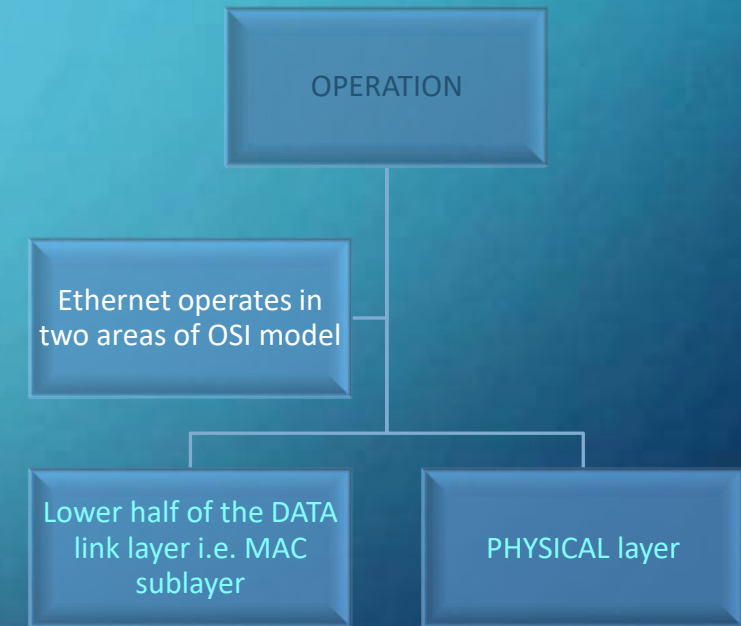 OPERATION
Ethernet operates in
two areas of OSI model
Lower half of the DATA
link layer i.e. MAC
sublayer
PHYSICAL layer